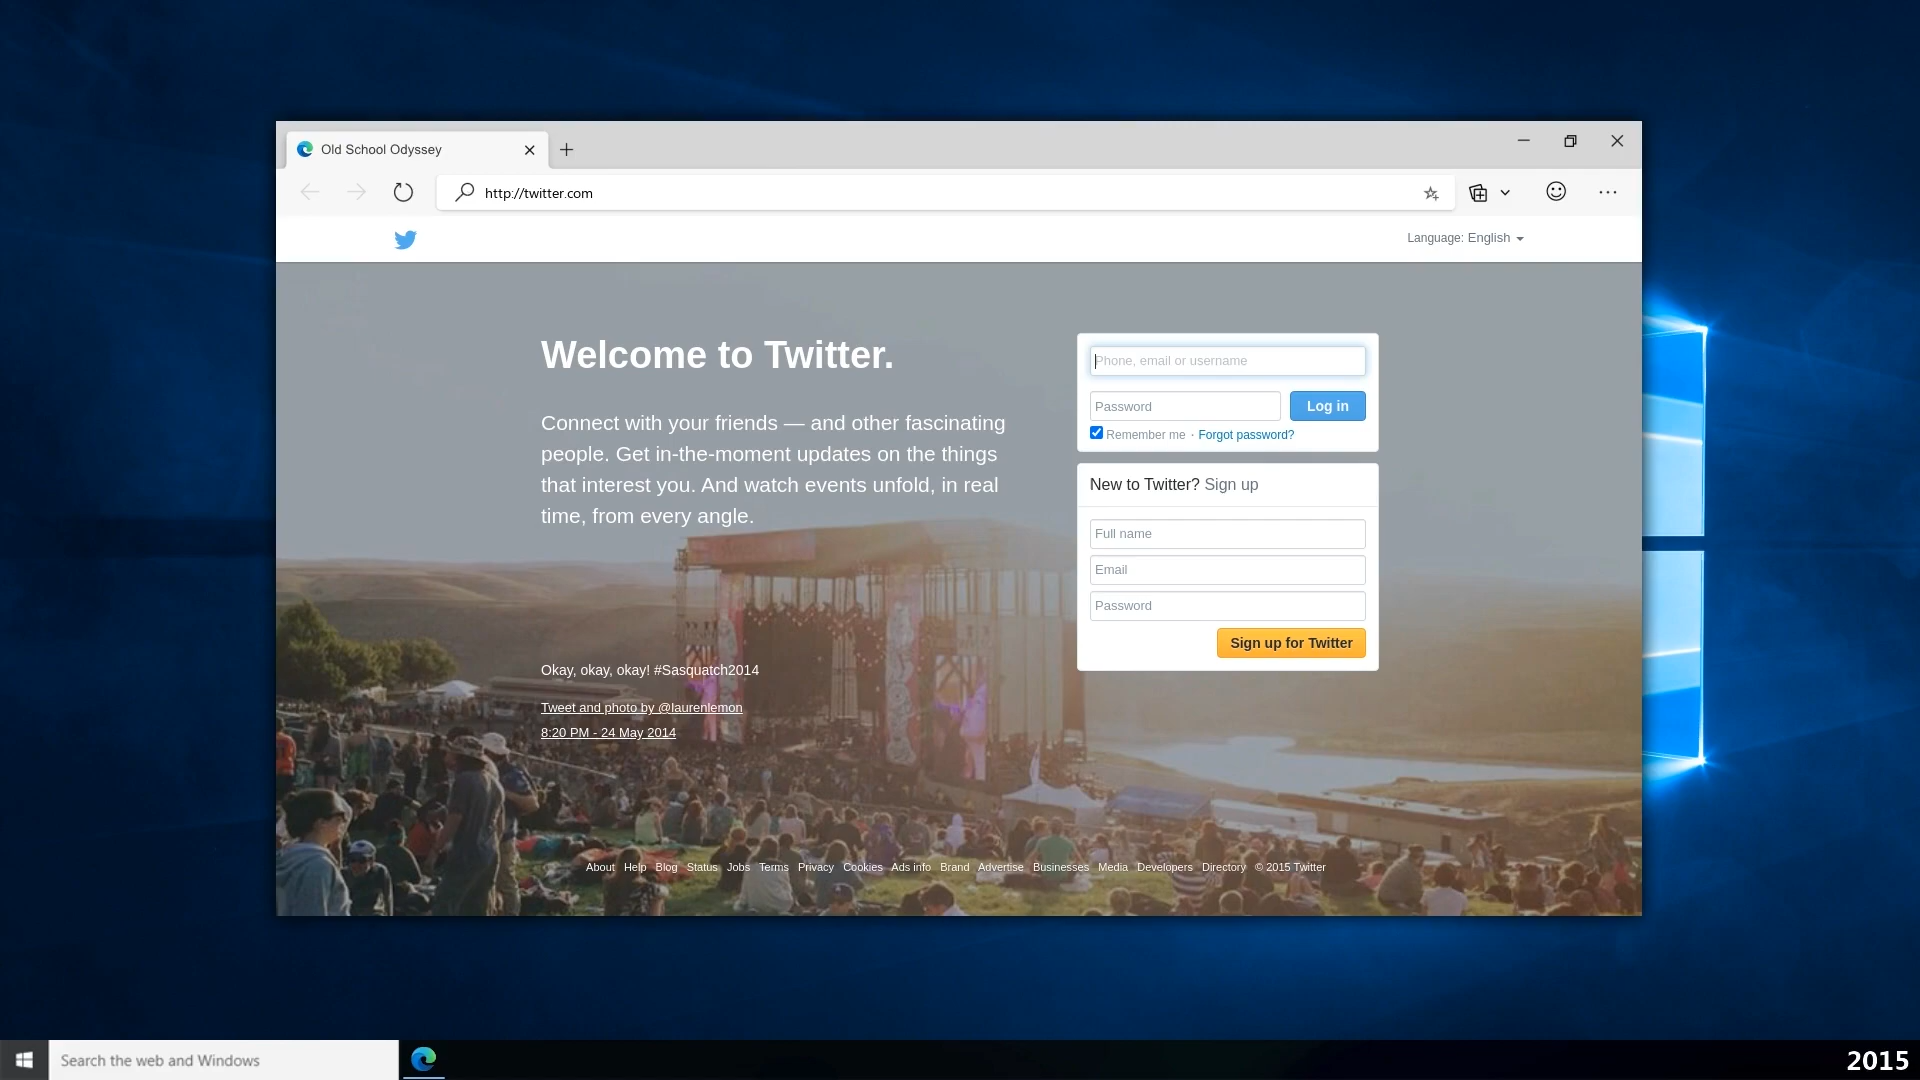 Old School Odyssey
http://twitter.com
Language: English
Welcome to Twitter.
Connect with your friends — and other fascinating
people. Get in-the-moment updates on the things
that interest you. And watch events unfold, in real
time, from every angle.
Okay, okay, okay! #Sasquatch2014
Tweet and photo by @laurenlemon
8:20 PM - 24 May 2014
Phone, email or username
Password
Log in
Remember me · Forgot password?
New to Twitter? Sign up
Full name
Email
Password
Sign up for Twitter
About Help Blog Status Jobs Terms Privacy Cookies Ads info Brand Advertise Businesses Media Developers Directory © 2015 Twitter
Search the web and Windows
2015